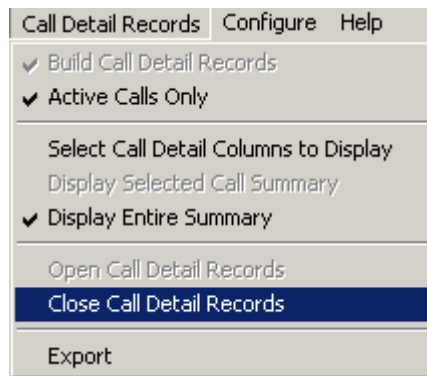 Call Detail Records Configure Help
Build Call Detail Records
Active Calls Only
Select Call Detail Columns to Display
Display Selected Call Summary
Display Entire Summary
Open Call Detail Records
Close Call Detail Records
Export